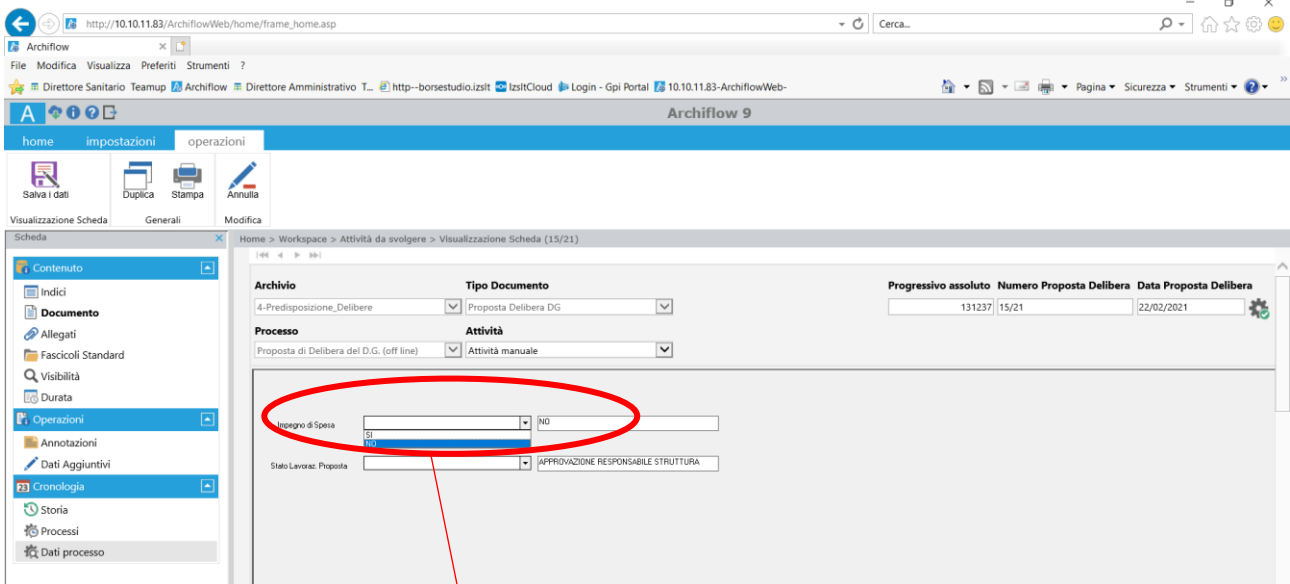 http://10.10.11.83/ArchiflowWeb/home/frame_home.asp
Cerca...
Archiflow
File Modifica Visualizza Preferiti Strumenti ?
Direttore Sanitario Teamup Archiflow Direttore Amministrativo T... http--borsestudio.izslt IzsltCloud Login - Gpi Portal 10.10.11.83-ArchiflowWeb- Pagina Sicurezza Strumenti
A Archiflow 9
home impostazioni operazioni
Salva i dati Duplica Stampa Annulla
Visualizzazione Scheda Generali Modifica
Scheda Home > Workspace > Attività da svolgere > Visualizzazione Scheda (15/21)
Contenuto
Indici
Documento
Allegati
Fascicoli Standard
Visibilità
Durata
Operazioni
Annotazioni
Dati Aggiuntivi
23 Cronologia
Storia
Processi
Dati processo
Archivio Tipo Documento Progressivo assoluto Numero Proposta Delibera Data Proposta Delibera
4-Predisposizione_Delibere Proposta Delibera DG 131237 15/21 22/02/2021
Processo Attività
Proposta di Delibera del D.G. (off line) Attività manuale
Impegno di Spesa NO
SI
NO
Stato Lavoraz. Proposta APPROVAZIONE RESPONSABILE STRUTTURA